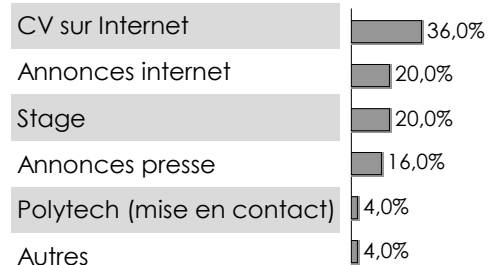 CV sur Internet 36,0%
Annonces internet 20,0%
Stage 20,0%
Annonces presse 16,0%
Polytech (mise en contact) 4,0%
Autres 4,0%